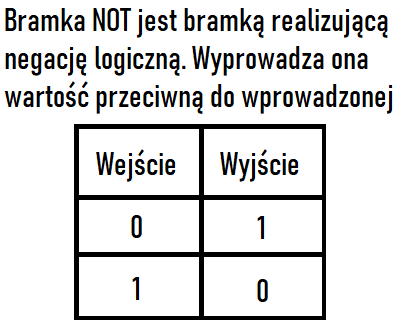 Bramka NOT jest bramką realizującą
negację logiczną. Wyprowadza ona
wartość przeciwną do wprowadzonej
Wejście Wyjście
0 1
1 0